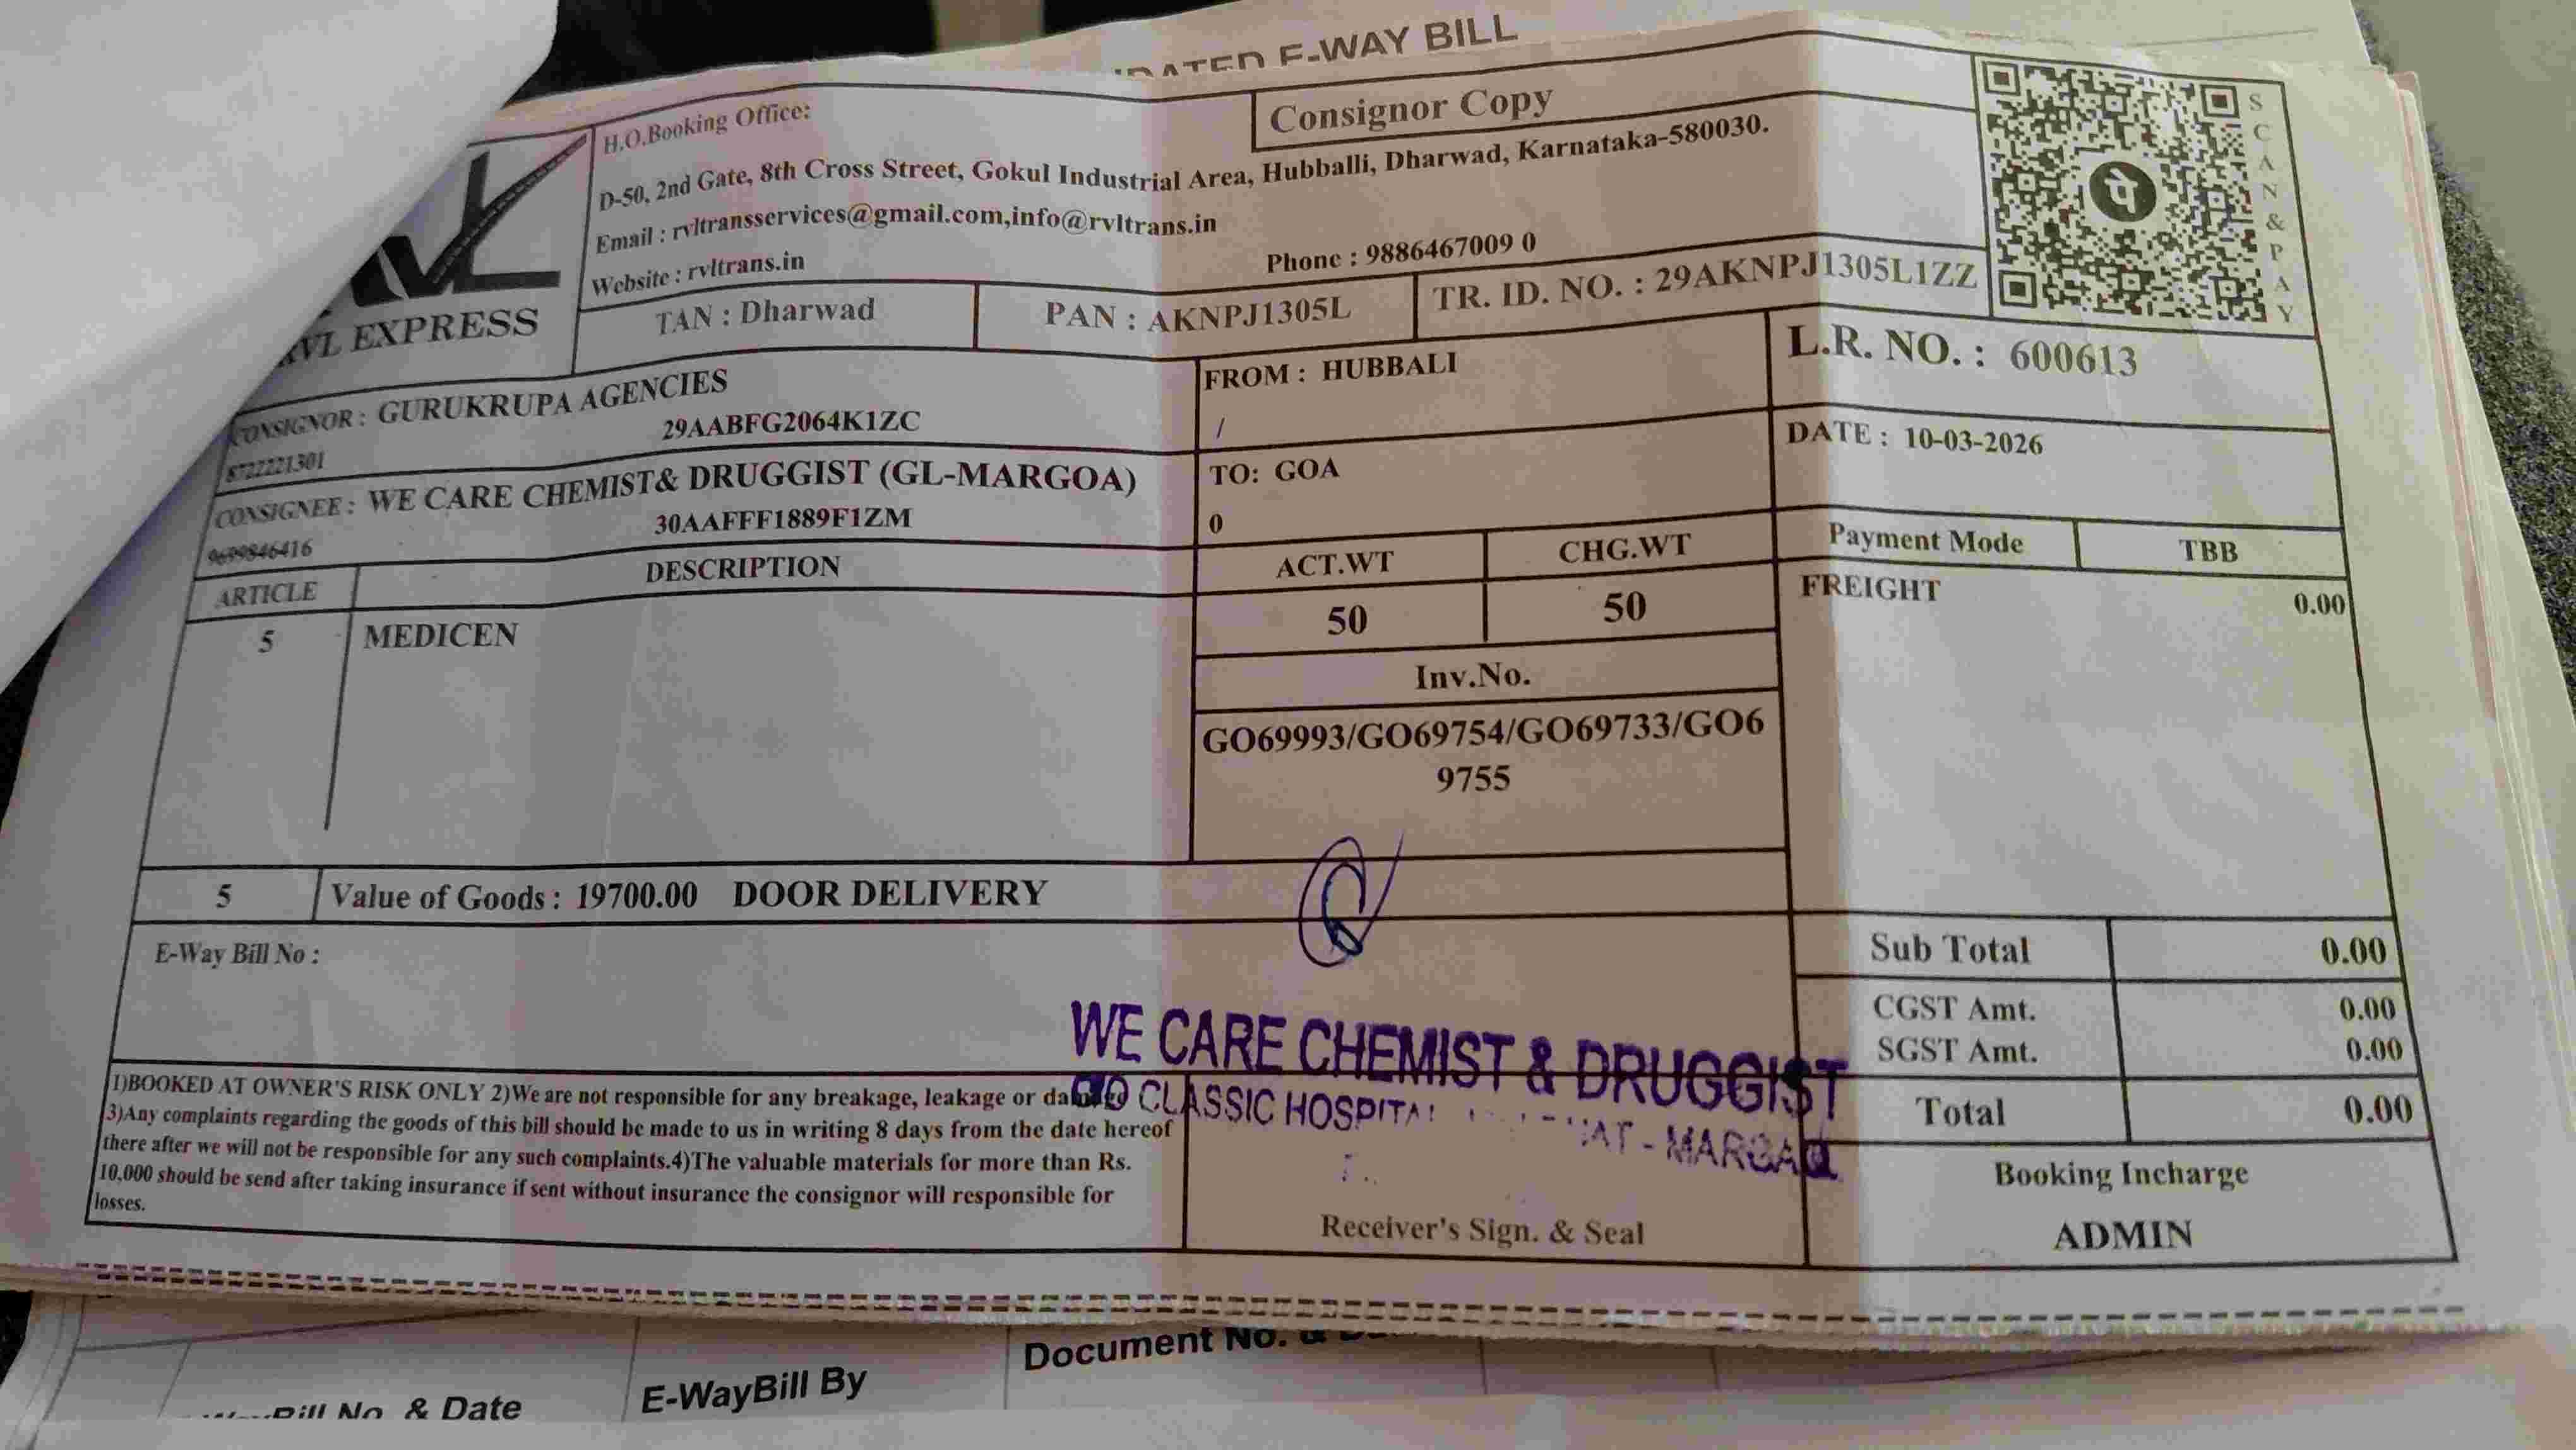 E-WAY BILL
Consignor Copy
H.O.Booking Office:
D-50, 2nd Gate, 8th Cross Street, Gokul Industrial Area, Hubballi, Dharwad, Karnataka-580030.
Email : rvltransservices@gmail.com,info@rvltrans.in
Phone : 9886467009 0
Website : rvltrans.in
SCAN & PAY
पे
EXPRESS
TAN : Dharwad
PAN : AKNPJ1305L
TR. ID. NO. : 29AKNPJ1305L1ZZ
CONSIGNOR : GURUKRUPA AGENCIES
29AABFG2064K1ZC
8722221301
FROM : HUBBALI
/
L.R. NO. : 600613
CONSIGNEE : WE CARE CHEMIST& DRUGGIST (GL-MARGOA)
30AAFFF1889F1ZM
9699846416
TO: GOA
0
DATE : 10-03-2026
ARTICLE
DESCRIPTION
ACT.WT
CHG.WT
Payment Mode
TBB
5
MEDICEN
50
50
FREIGHT
0.00
Inv.No.
GO69993/GO69754/GO69733/GO6
9755
5
Value of Goods : 19700.00 DOOR DELIVERY
E-Way Bill No :
Sub Total
0.00
CGST Amt.
0.00
SGST Amt.
0.00
Total
0.00
WE CARE CHEMIST & DRUGGIST
CLASSIC HOSPITAL
- MARGAO
1)BOOKED AT OWNER'S RISK ONLY 2)We are not responsible for any breakage, leakage or
3)Any complaints regarding the goods of this bill should be made to us in writing 8 days from the date hereof
there after we will not be responsible for any such complaints.4)The valuable materials for more than Rs.
10,000 should be send after taking insurance if sent without insurance the consignor will responsible for
losses.
Receiver's Sign. & Seal
Booking Incharge
ADMIN
Bill No. & Date
E-WayBill By
Document No. &